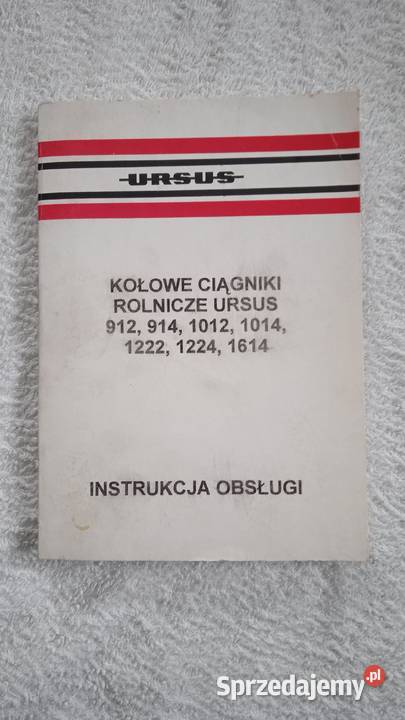 URSUS
KOŁOWE CIĄGNIKI
ROLNICZE URSUS
912, 914, 1012, 1014,
1222, 1224, 1614
INSTRUKCJA OBSŁUGI
Sprzedajemy.pl